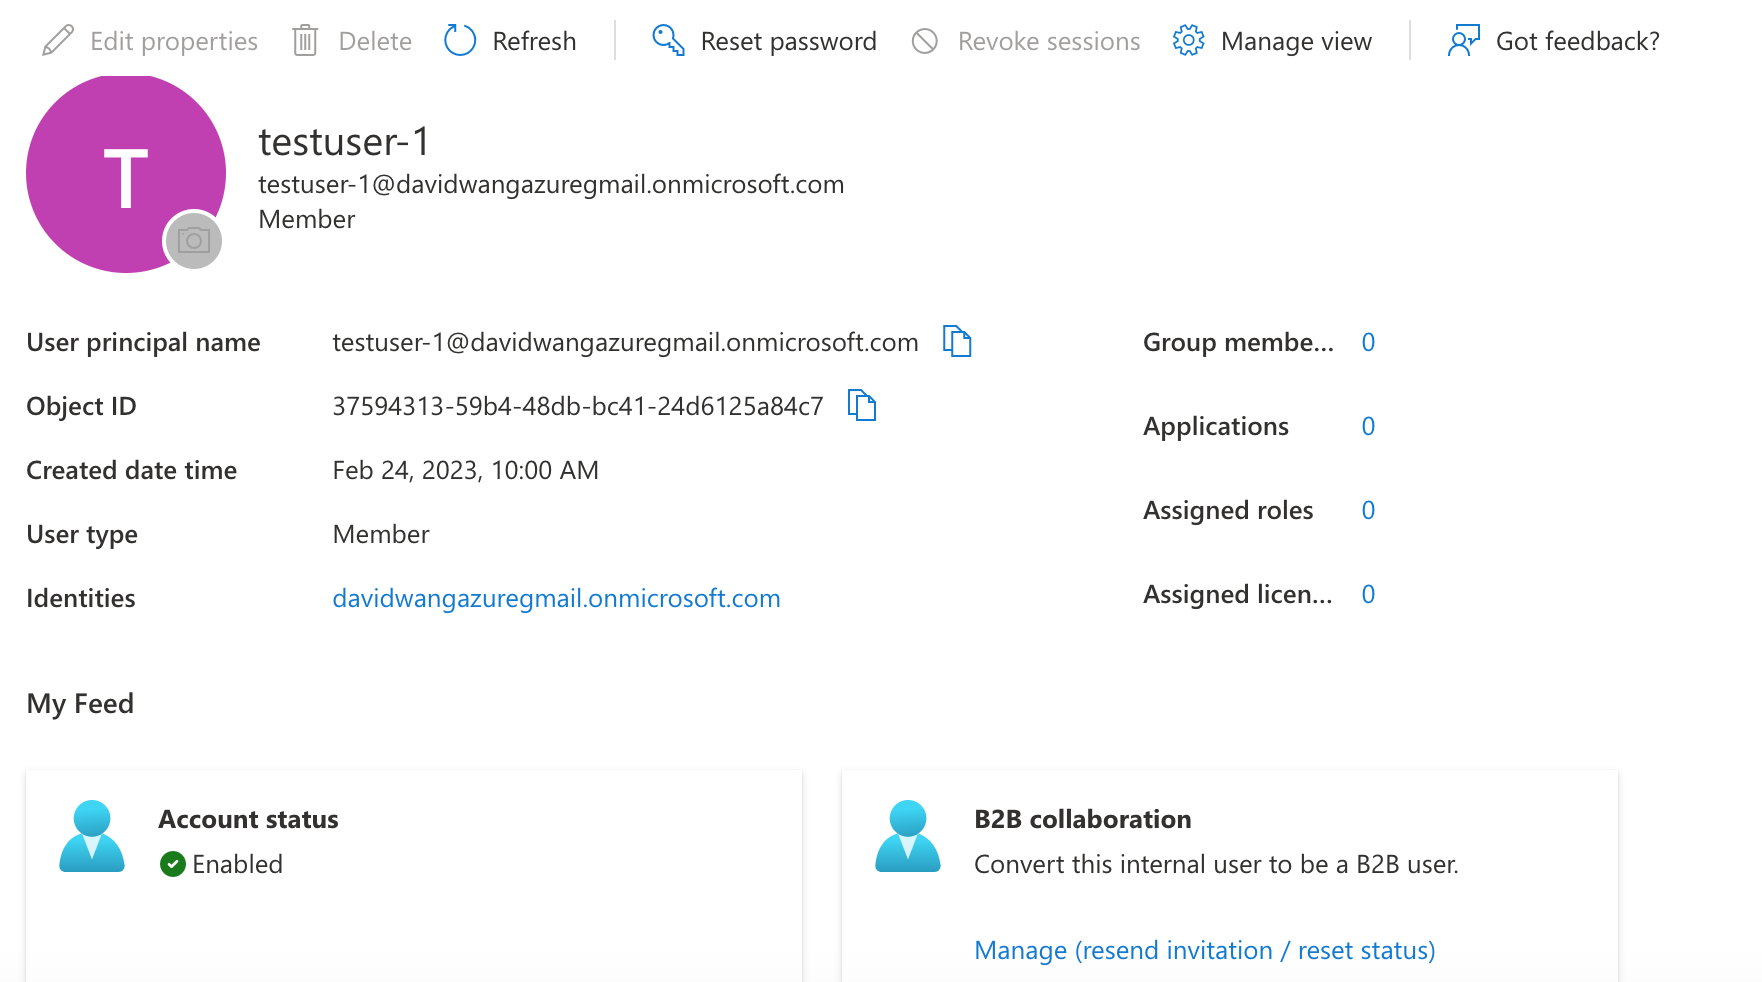 Edit properties Delete Refresh Reset password Revoke sessions Manage view Got feedback?
T
testuser-1
testuser-1@davidwangazuregmail.onmicrosoft.com
Member
User principal name testuser-1@davidwangazuregmail.onmicrosoft.com
Group membe... 0
Object ID 37594313-59b4-48db-bc41-24d6125a84c7
Applications 0
Created date time Feb 24, 2023, 10:00 AM
Assigned roles 0
User type Member
Identities davidwangazuregmail.onmicrosoft.com
Assigned licen... 0
My Feed
Account status
Enabled
B2B collaboration
Convert this internal user to be a B2B user.
Manage (resend invitation / reset status)